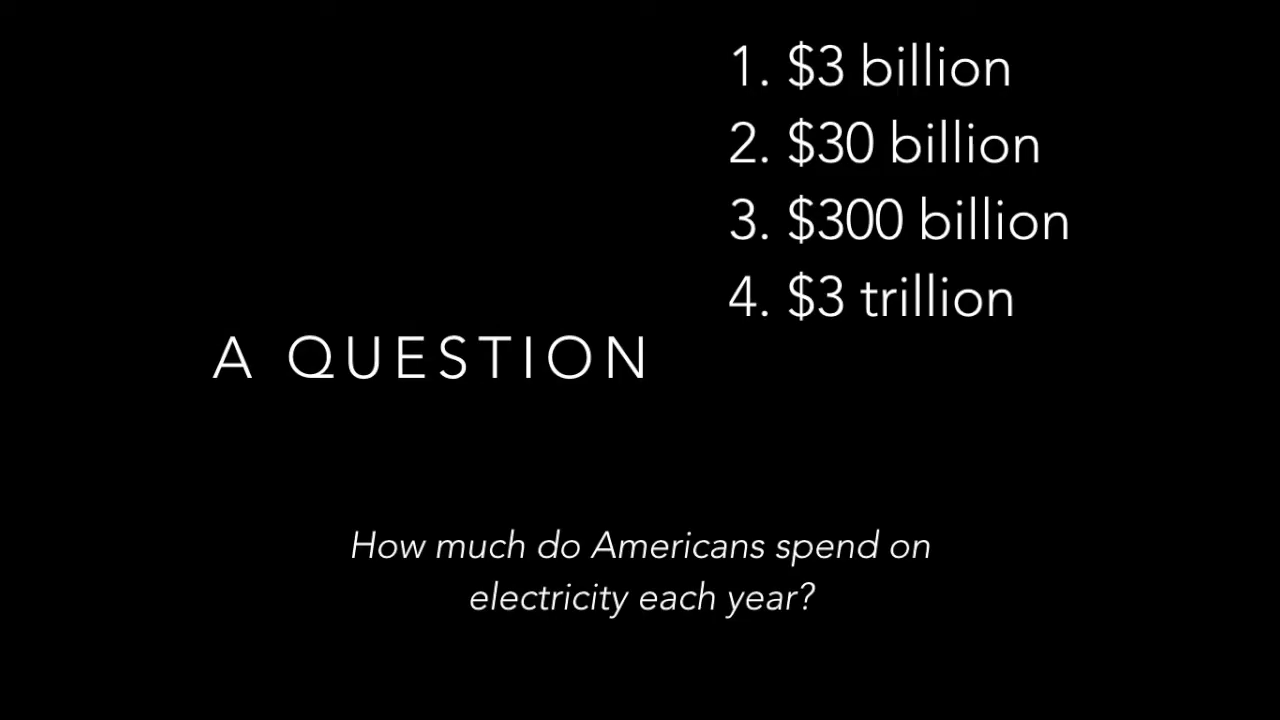 1. $3 billion
2. $30 billion
3. $300 billion
4. $3 trillion
A QUESTION
How much do Americans spend on
electricity each year?